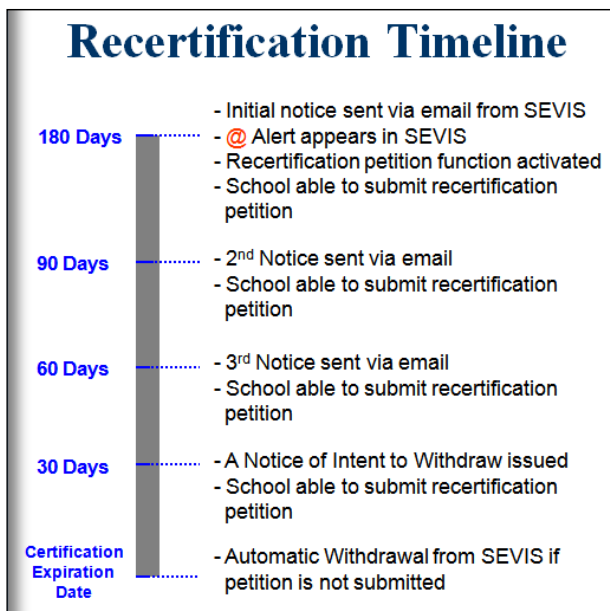 Recertification Timeline
180 Days
- Initial notice sent via email from SEVIS
- @ Alert appears in SEVIS
- Recertification petition function activated
- School able to submit recertification
petition
90 Days
- 2nd Notice sent via email
- School able to submit recertification
petition
60 Days
- 3rd Notice sent via email
- School able to submit recertification
petition
30 Days
- A Notice of Intent to Withdraw issued
- School able to submit recertification
petition
Certification
Expiration
Date
- Automatic Withdrawal from SEVIS if
petition is not submitted